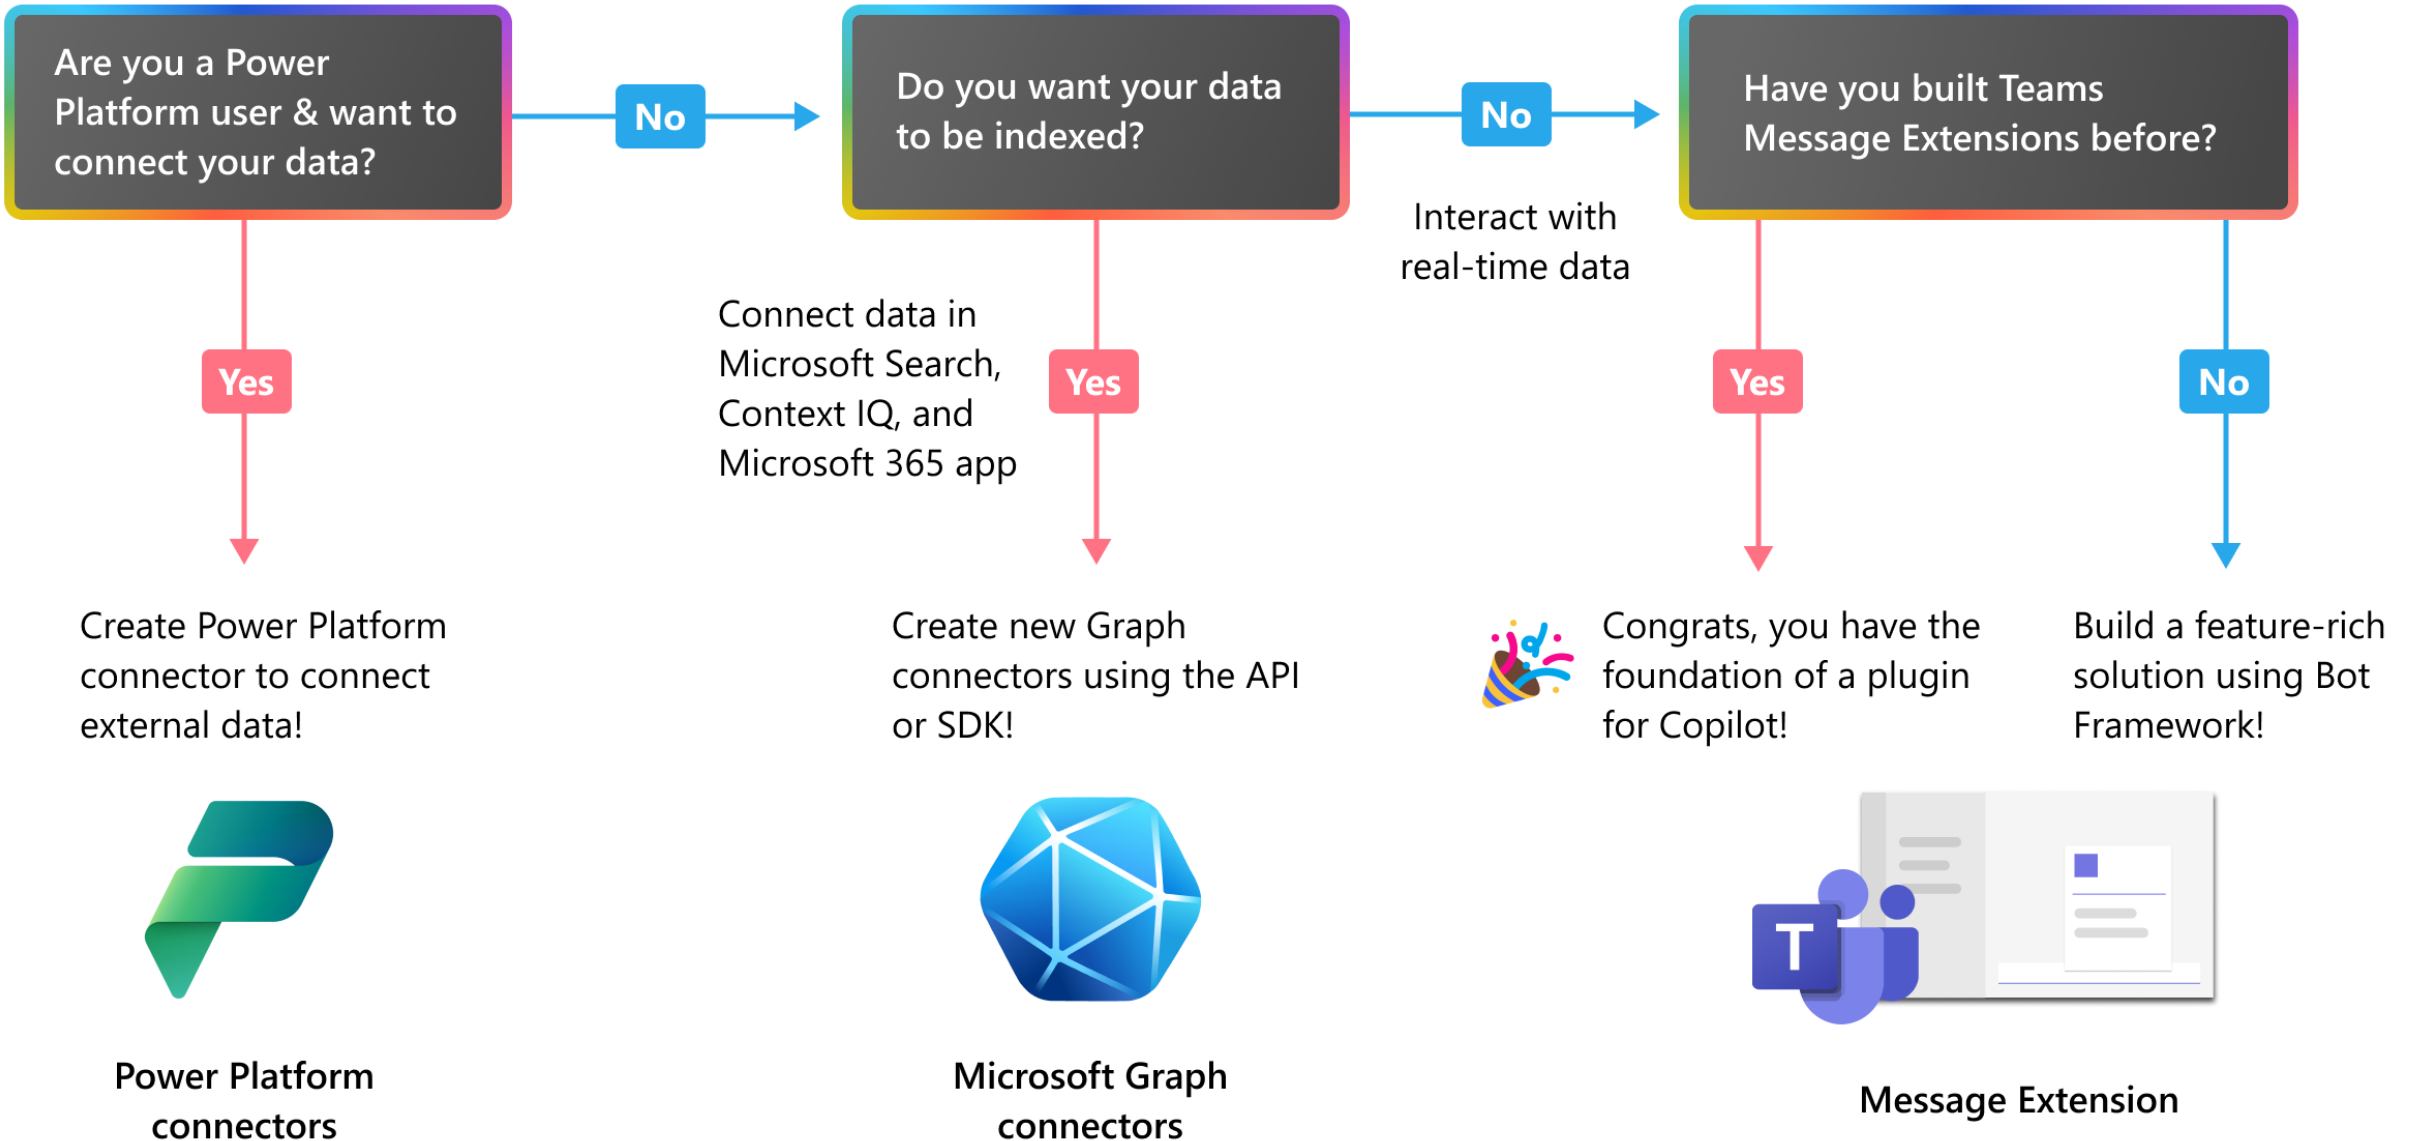 Are you a Power
Platform user & want to
connect your data?
No
Do you want your data
to be indexed?
No
Have you built Teams
Message Extensions before?
Interact with
real-time data
Yes
Connect data in
Microsoft Search,
Context IQ, and
Microsoft 365 app
Yes
Yes
No
Create Power Platform
connector to connect
external data!
Create new Graph
connectors using the API
or SDK!
Congrats, you have the
foundation of a plugin
for Copilot!
Build a feature-rich
solution using Bot
Framework!
T
Power Platform
connectors
Microsoft Graph
connectors
Message Extension